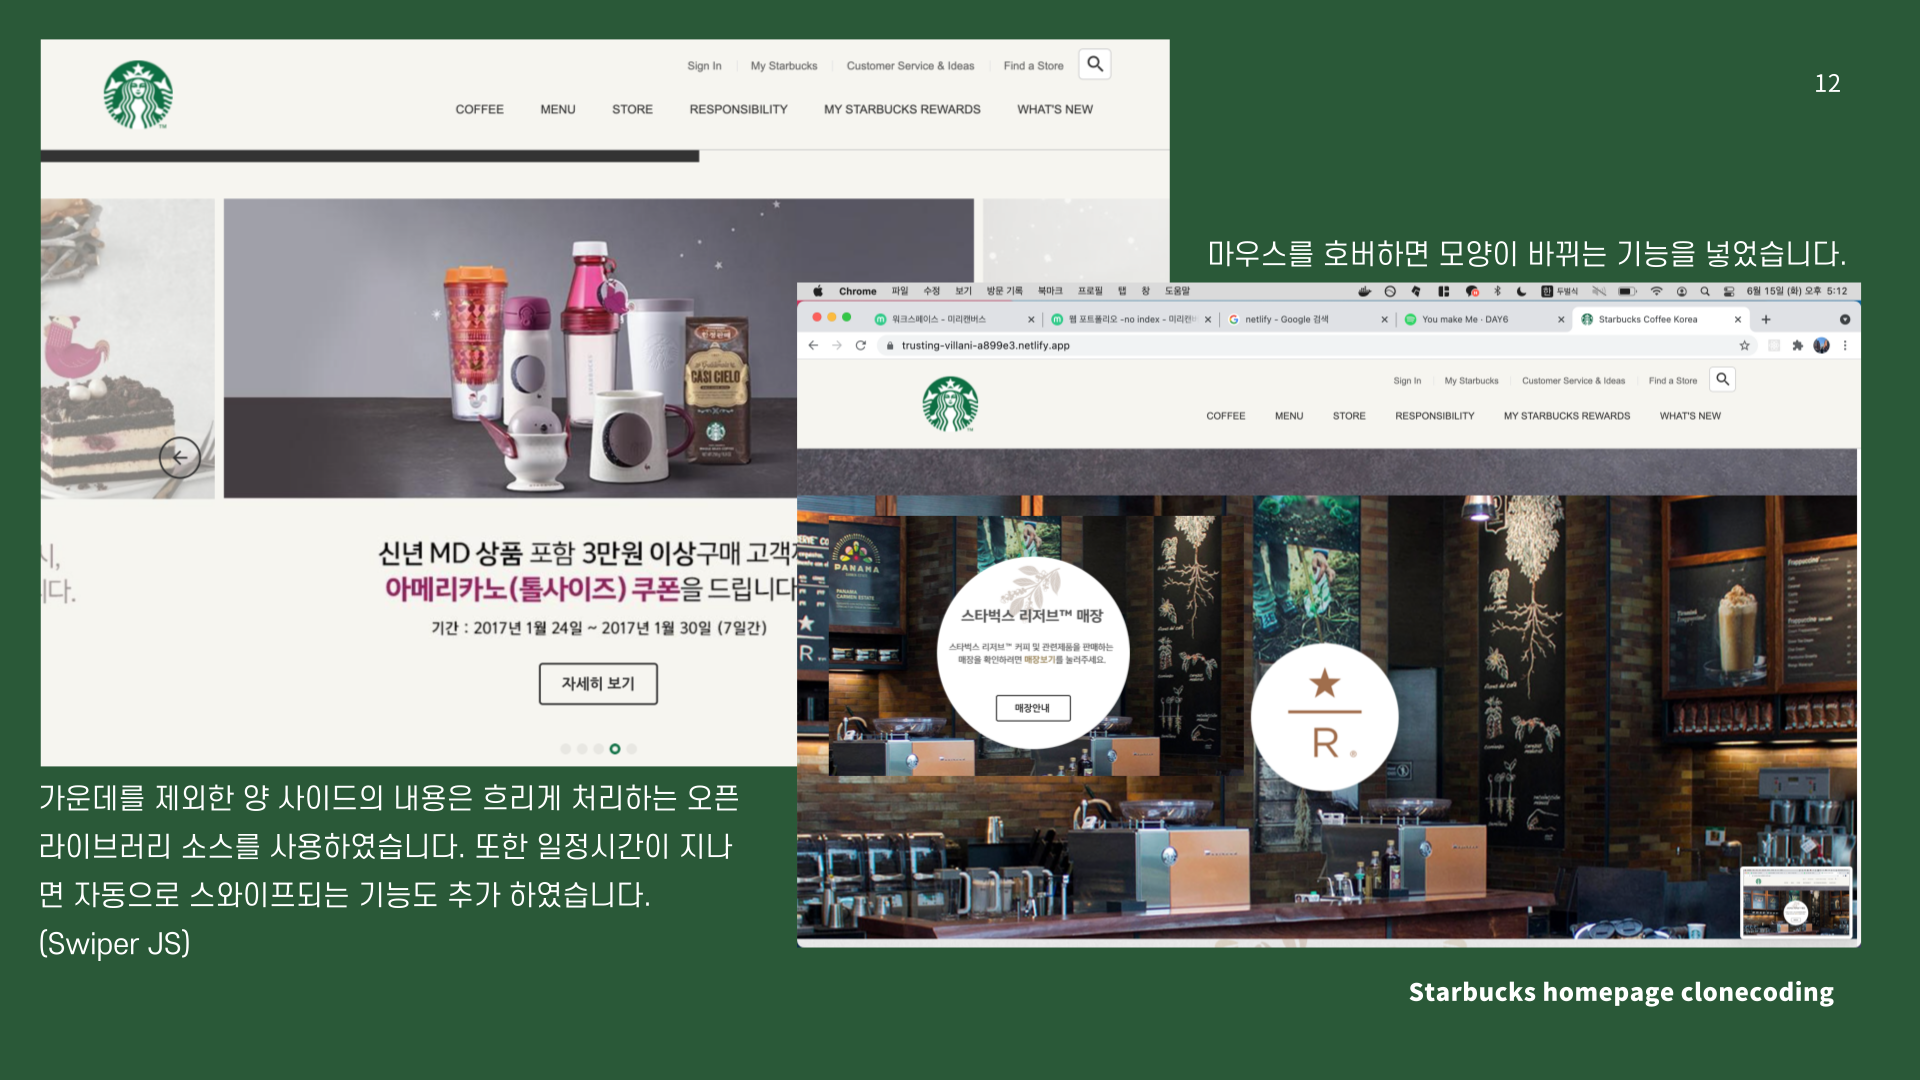 12
Sign In
My Starbucks
Customer Service & Ideas
Find a Store
COFFEE
MENU
STORE
RESPONSIBILITY
MY STARBUCKS REWARDS
WHAT'S NEW
CASI CIELO
신년 MD 상품 포함 3만원 이상구매 고객
아메리카노(톨사이즈) 쿠폰을 드립니다
기간 : 2017년 1월 24일 ~ 2017년 1월 30일 (7일간)
자세히 보기
시,
니다.
가운데를 제외한 양 사이드의 내용은 흐리게 처리하는 오픈
라이브러리 소스를 사용하였습니다. 또한 일정시간이 지나
면 자동으로 스와이프되는 기능도 추가 하였습니다.
(Swiper JS)
마우스를 호버하면 모양이 바뀌는 기능을 넣었습니다.
Chrome 파일 수정 보기 방문 기록 북마크 프로필 탭 창 도움말
한 두벌식 6월 15일 (화) 오후 5:12
워크스페이스 - 미리캔버스
웹 포트폴리오 -no index - 미리캔
netlify - Google 검색
You make Me · DAY6
Starbucks Coffee Korea
trusting-villani-a899e3.netlify.app
Sign In
My Starbucks
Customer Service & Ideas
Find a Store
COFFEE
MENU
STORE
RESPONSIBILITY
MY STARBUCKS REWARDS
WHAT'S NEW
PANAMA
스타벅스 리저브™ 매장
스타벅스 리저브™ 커피 및 관련제품을 판매하는
매장을 확인하려면 매장보기를 눌러주세요.
매장안내
R
R
Starbucks homepage clonecoding